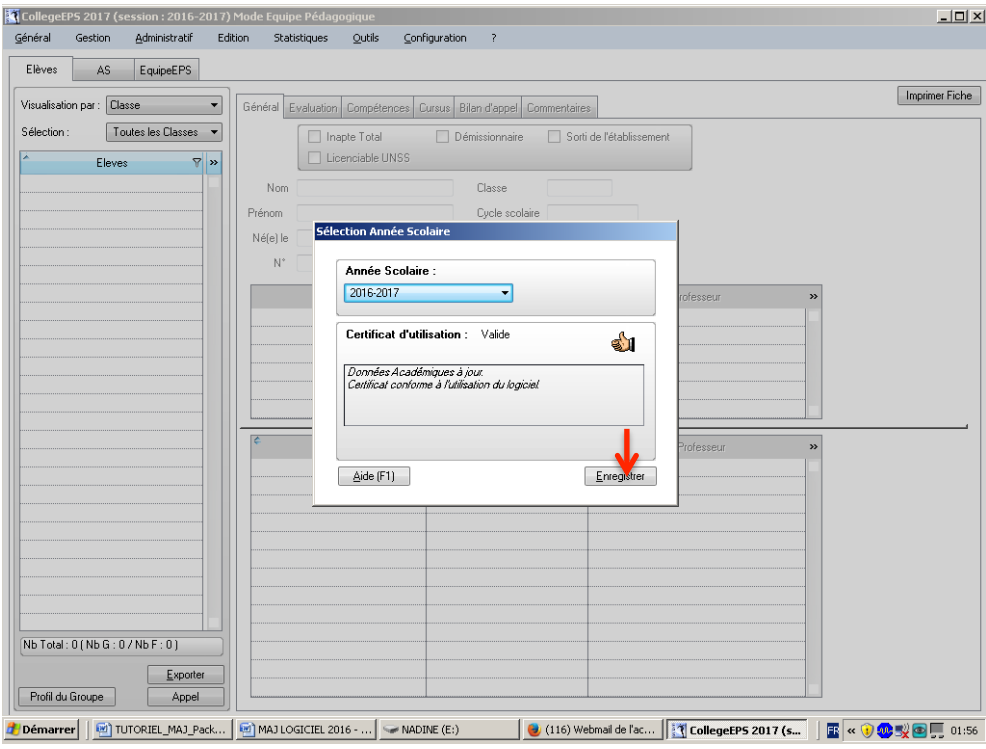 CollegeEPS 2017 (session : 2016-2017) Mode Equipe Pédagogique
Général Gestion Administratif Edition Statistiques Outils Configuration ?
Elèves AS EquipeEPS
Imprimer Fiche
Visualisation par : Classe
Sélection : Toutes les Classes
Eleves »
Général Evaluation Compétences Cursus Bilan d'appel Commentaires
Inapte Total Démissionnaire Sorti de l'établissement
Licenciable UNSS
Nom Classe
Prénom Cycle scolaire
Né(e) le
N°
rofesseur »
Professeur »
Sélection Année Scolaire
Année Scolaire :
2016-2017
Certificat d'utilisation : Valide
Données Académiques à jour.
Certificat conforme à l'utilisation du logiciel.
Aide (F1) Enregistrer
Nb Total : 0 ( Nb G : 0 / Nb F : 0 )
Exporter
Profil du Groupe Appel
Démarrer TUTORIEL_MAJ_Pack... MAJ LOGICIEL 2016 - ... NADINE (E:) (116) Webmail de l'ac... CollegeEPS 2017 (s... FR « 01:56